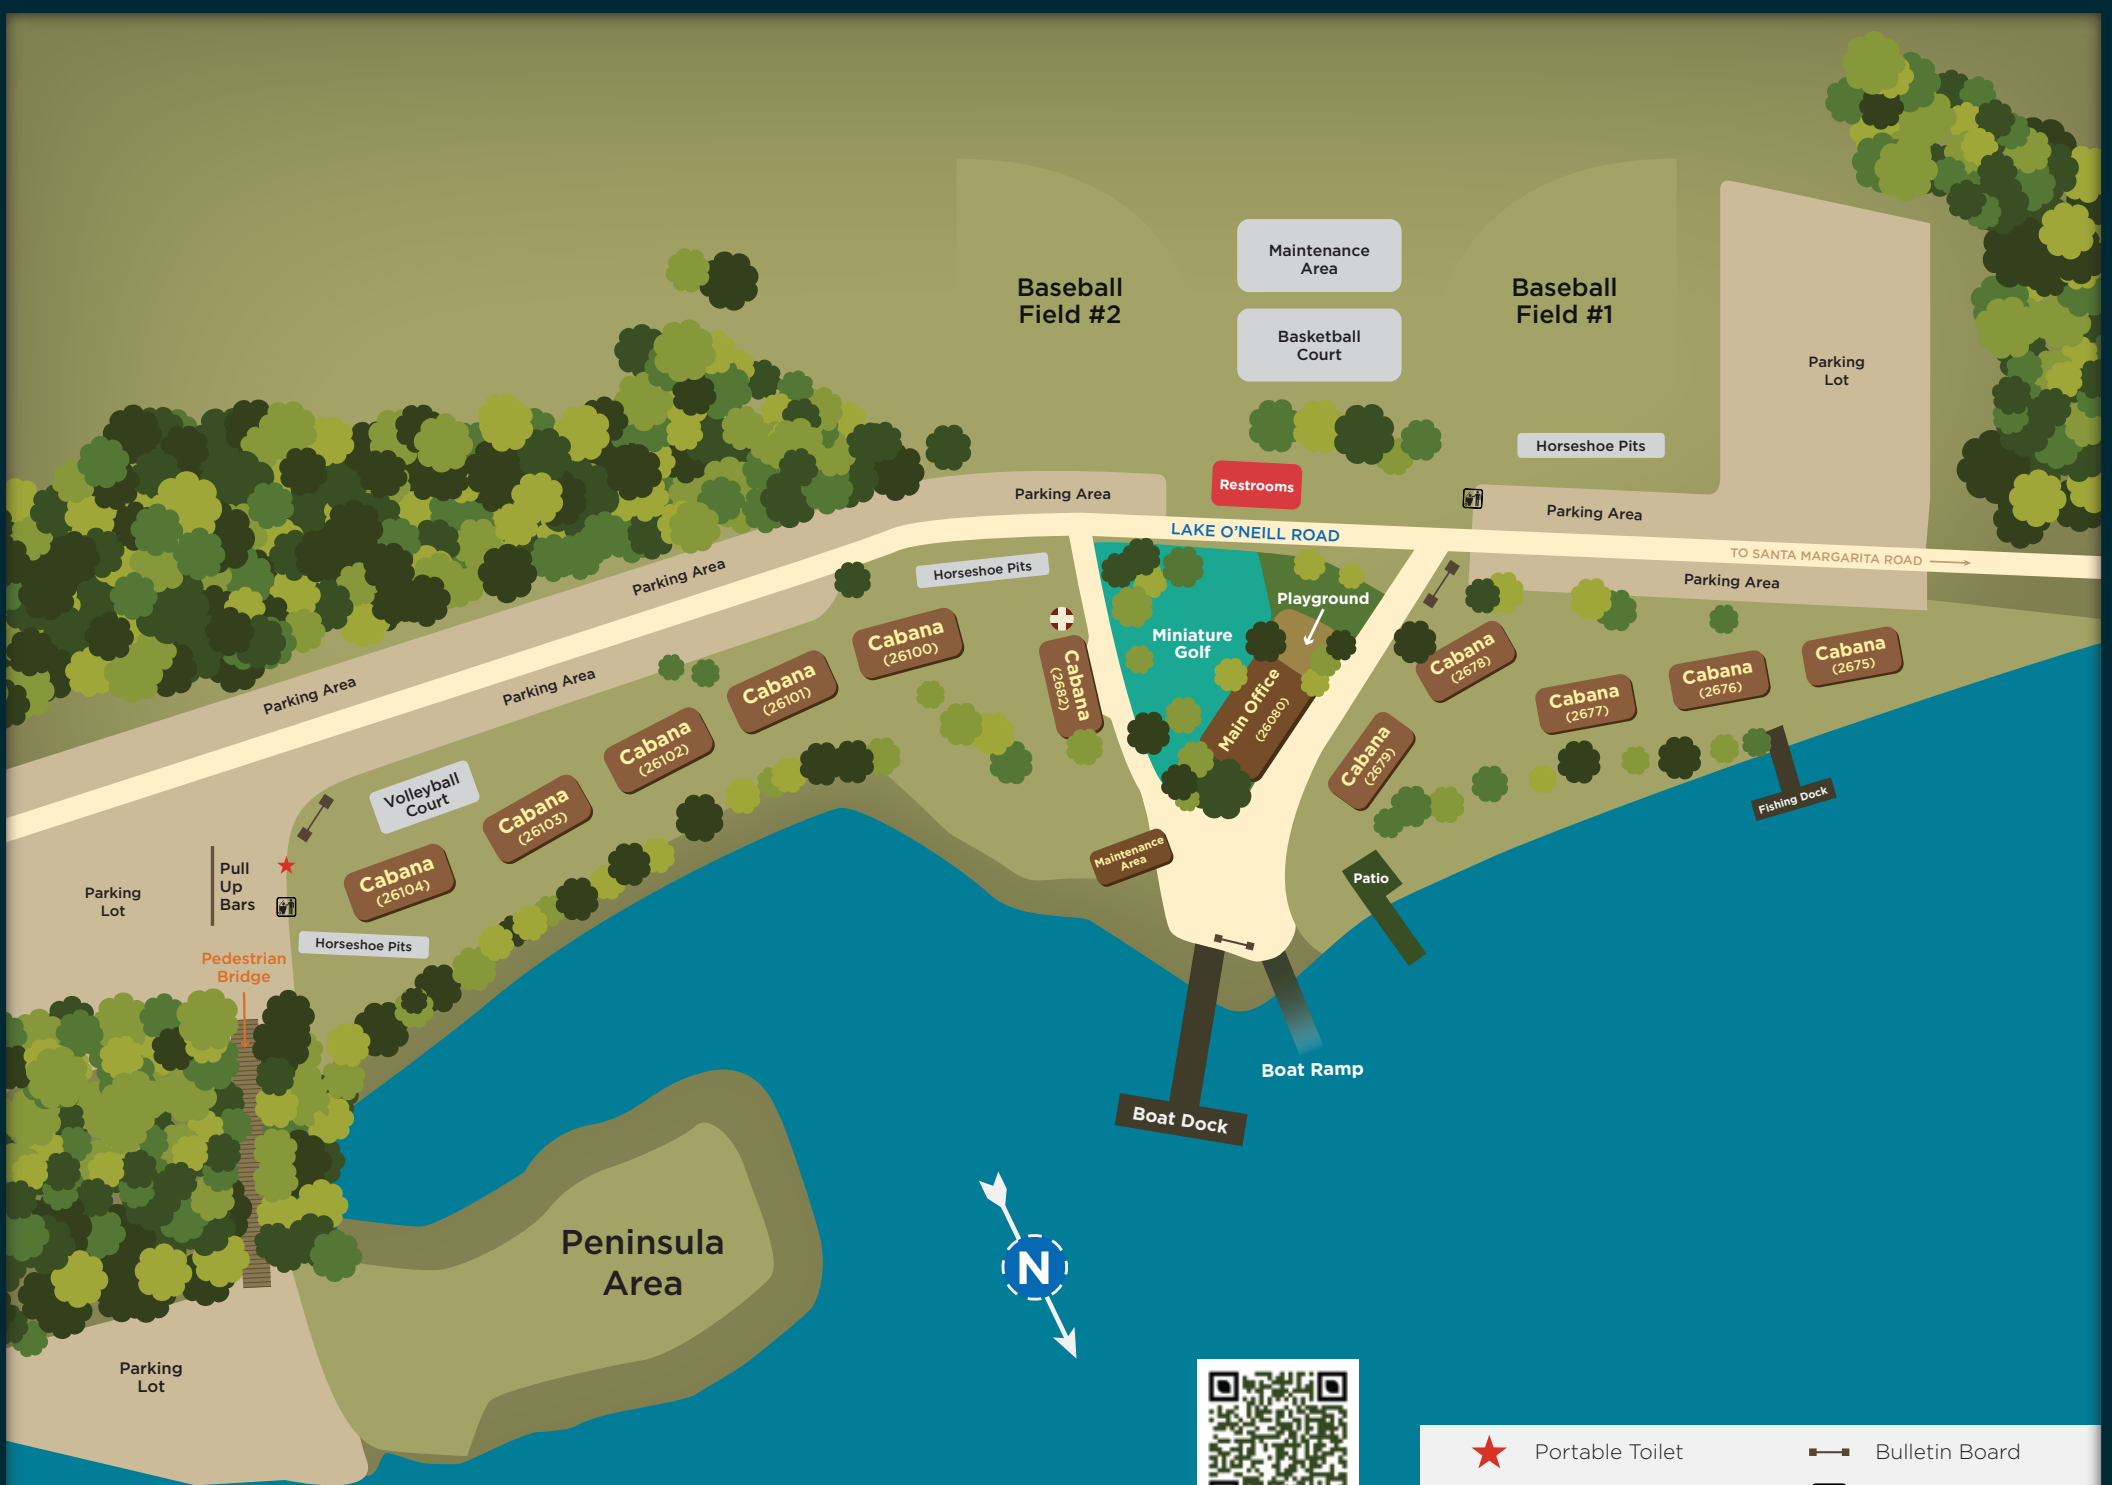 Maintenance
Area
Baseball
Field #2
Baseball
Field #1
Basketball
Court
Parking
Lot
Horseshoe Pits
Restrooms
Parking Area
Parking Area
LAKE O'NEILL ROAD
TO SANTA MARGARITA ROAD
Parking Area
Parking Area
Horseshoe Pits
Playground
Miniature
Golf
Cabana
(26100)
Cabana
(2682)
Cabana
(2678)
Cabana
(2675)
Cabana
(2676)
Cabana
(2677)
Parking Area
Parking Area
Cabana
(26101)
Main Office
(26080)
Cabana
(26102)
Cabana
(2679)
Volleyball
Court
Cabana
(26103)
Fishing Dock
Maintenance
Area
Pull
Up
Bars
Cabana
(26104)
Patio
Parking
Lot
Horseshoe Pits
Pedestrian
Bridge
Boat Ramp
Boat Dock
Peninsula
Area
N
Parking
Lot
Portable Toilet
Bulletin Board